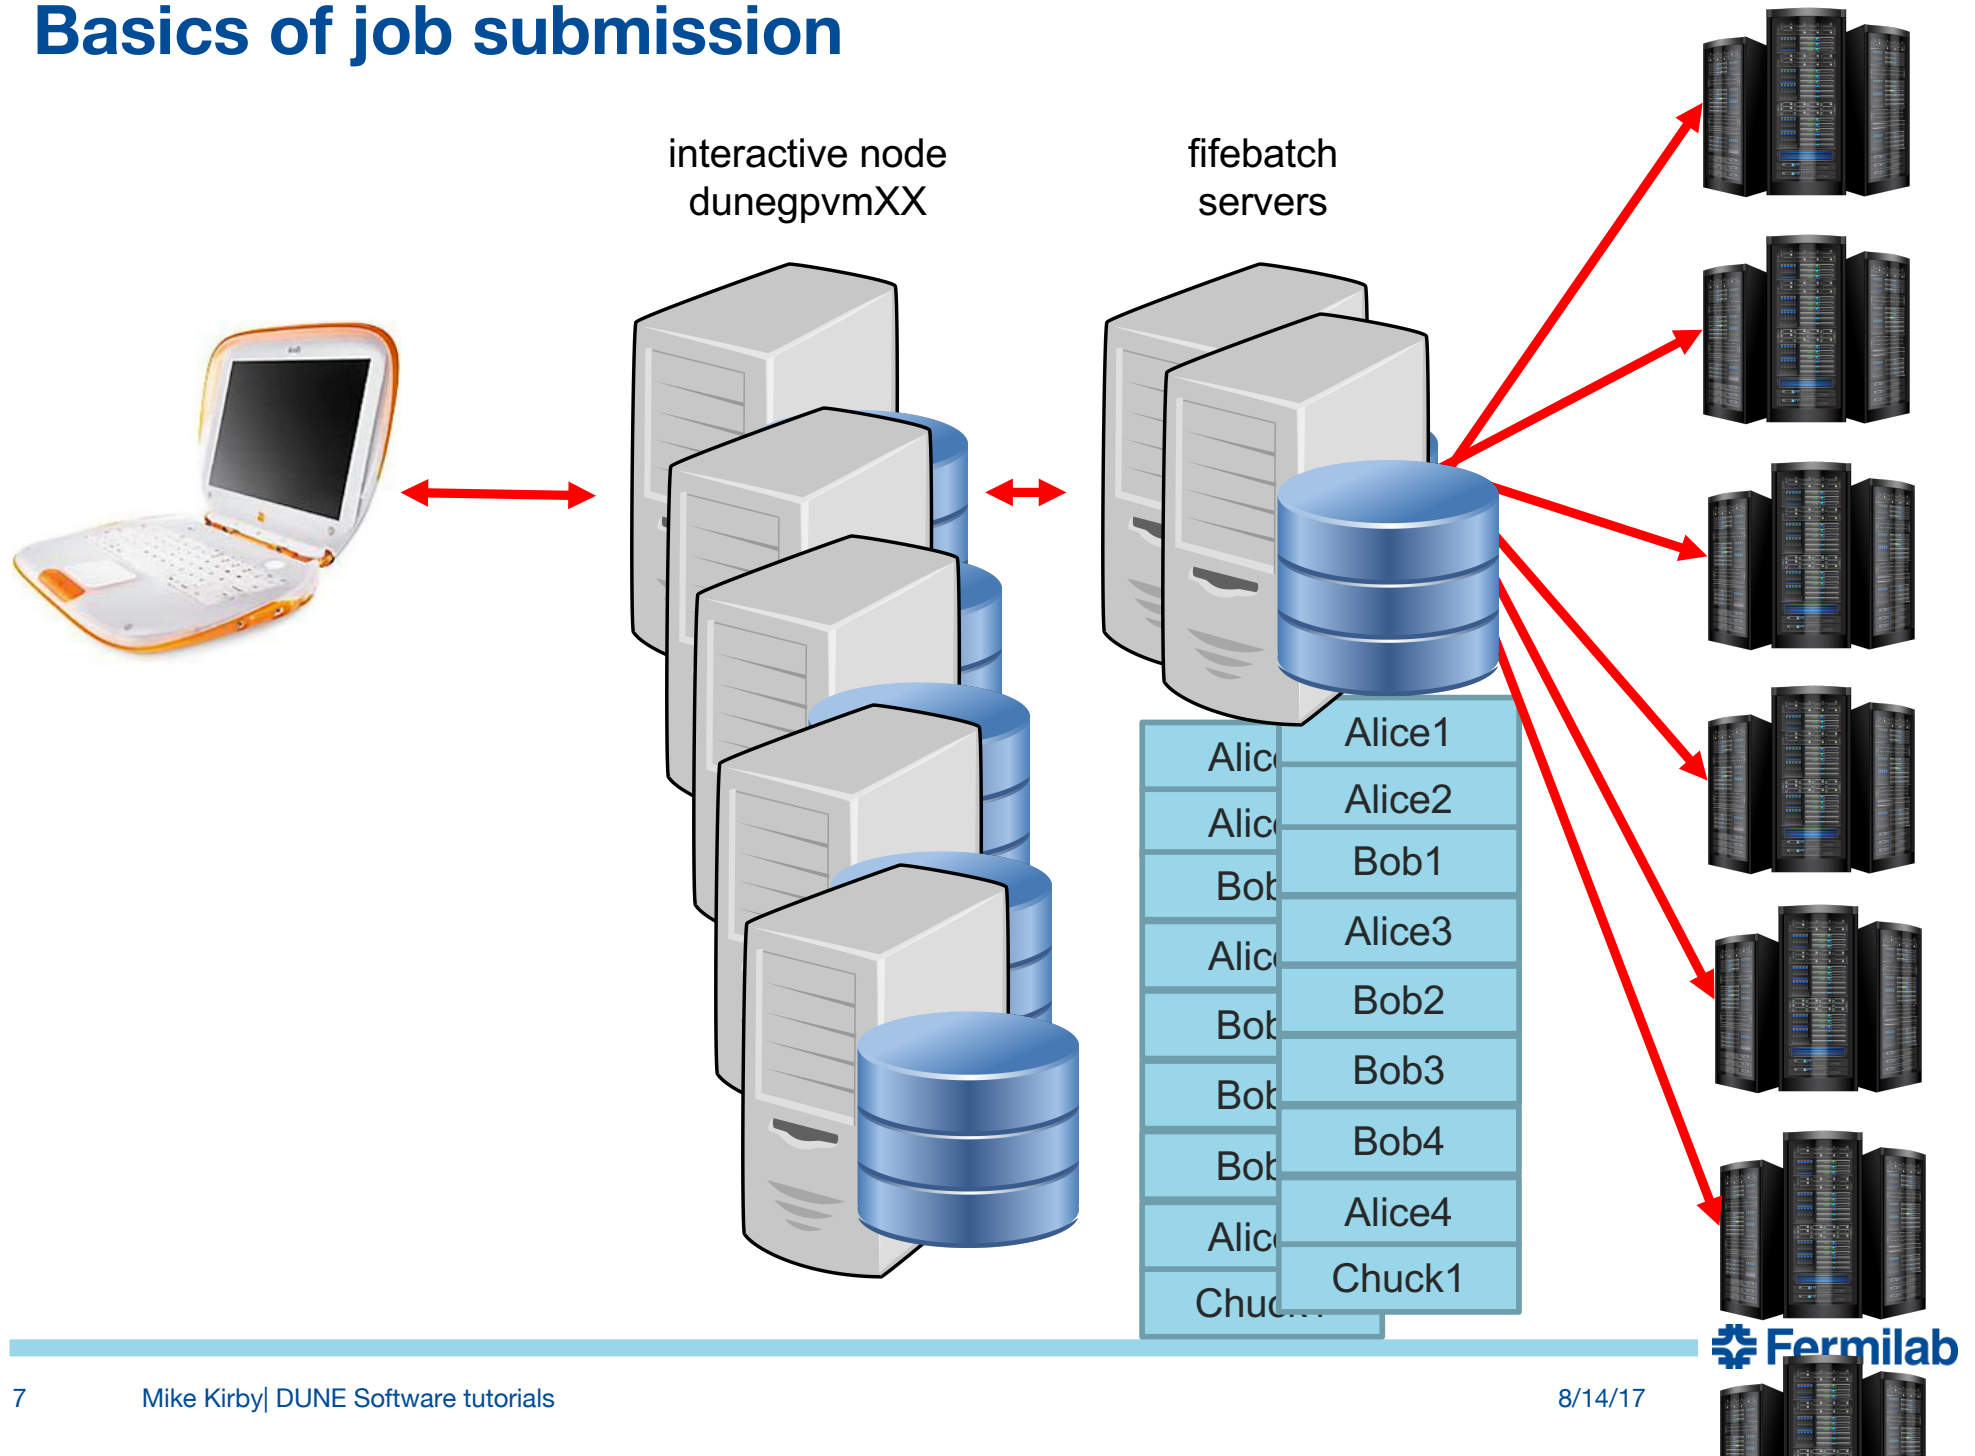 Basics of job submission
interactive node
dunegpvmXX
fifebatch
servers
Alice1
Alice2
Bob1
Alice3
Bob2
Bob3
Bob4
Alice4
Chuck1
Fermilab
7
Mike Kirby| DUNE Software tutorials
8/14/17